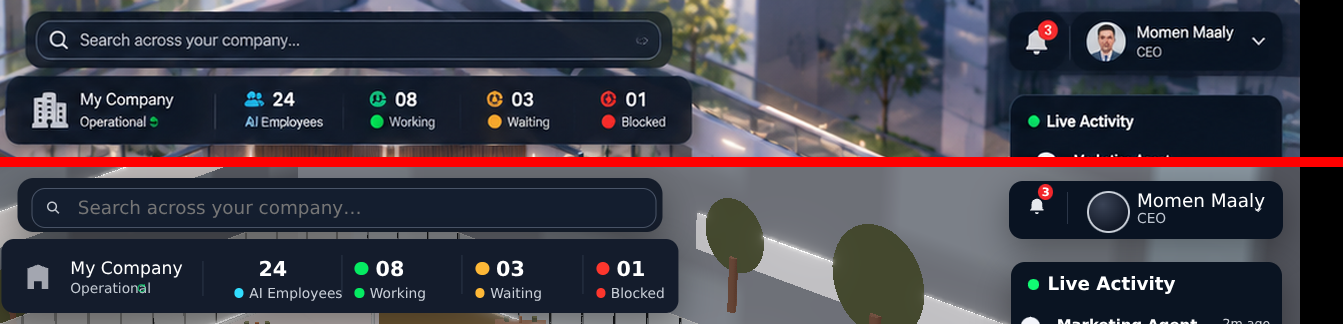 Search across your company...
3
Momen Maaly
CEO
My Company
Operational
24
AI Employees
08
Working
03
Waiting
01
Blocked
Live Activity
Search across your company...
3
Momen Maaly
CEO
My Company
Operational
24
AI Employees
08
Working
03
Waiting
01
Blocked
Live Activity
Marketing Agent 2m ago